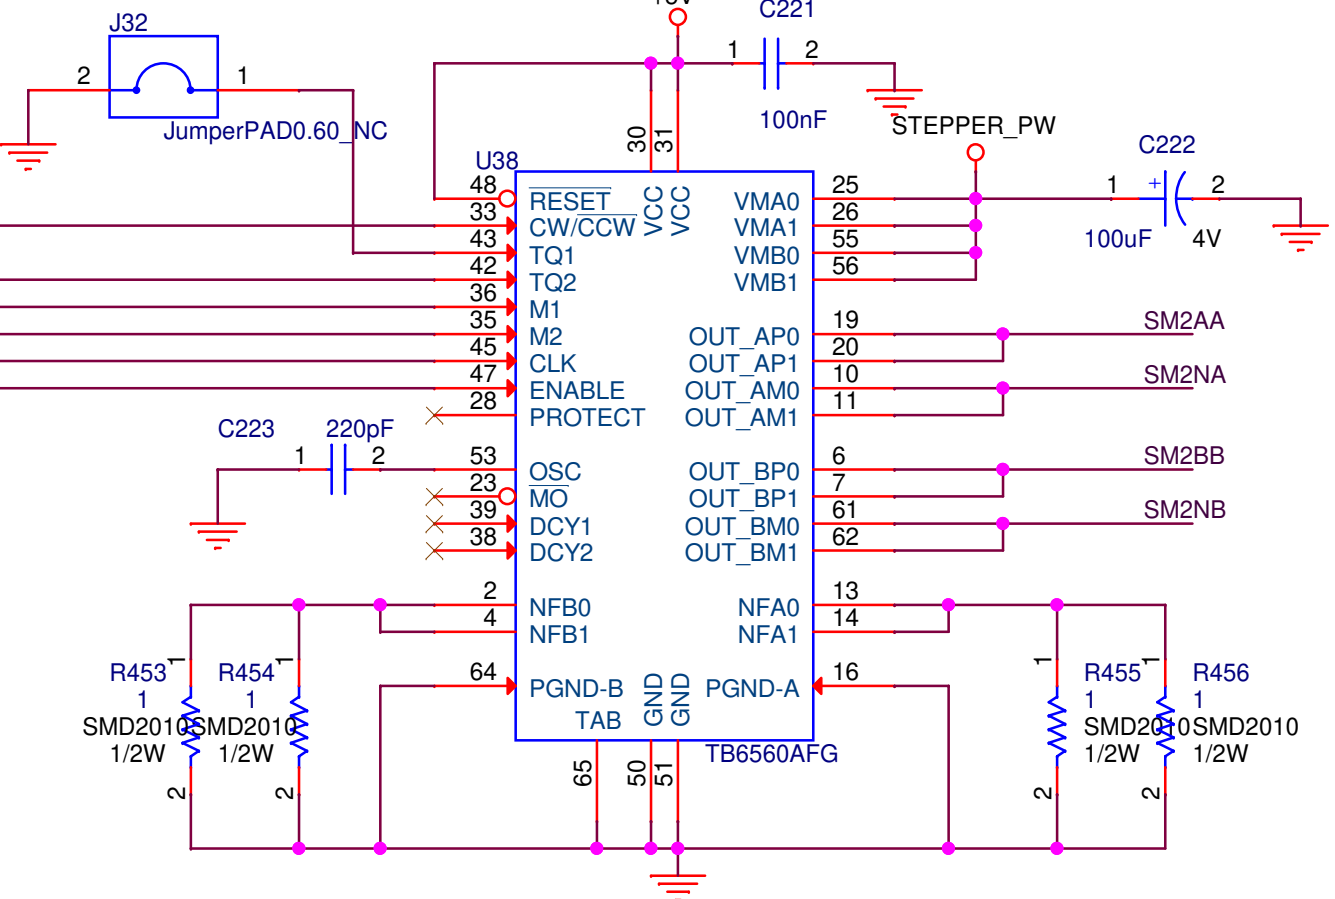 C221
J32
1
2
2
1
100nF
JumperPAD0.60_NC
STEPPER_PW
C222
30
31
U38
1
+
2
100uF
4V
48
RESET
VCC
VCC
VMA0
25
33
CW/CCW
VMA1
26
43
TQ1
VMB0
55
42
TQ2
VMB1
56
36
M1
35
M2
OUT_AP0
19
SM2AA
45
CLK
OUT_AP1
20
47
ENABLE
OUT_AM0
10
SM2NA
28
PROTECT
OUT_AM1
11
C223
220pF
1
2
53
OSC
OUT_BP0
6
SM2BB
23
MO
OUT_BP1
7
39
DCY1
OUT_BM0
61
SM2NB
38
DCY2
OUT_BM1
62
2
NFB0
NFA0
13
4
NFB1
NFA1
14
64
PGND-B
GND
GND
PGND-A
16
TAB
TB6560AFG
65
50
51
1
R453
1
SMD2010
1/2W
2
1
R454
1
SMD2010
1/2W
2
1
R455
1
SMD2010
1/2W
2
1
R456
1
SMD2010
1/2W
2